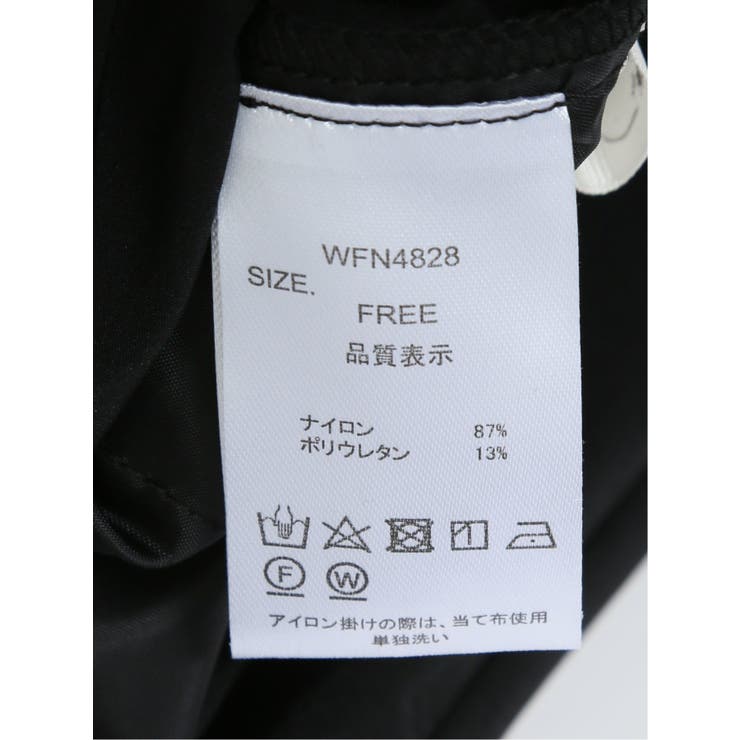 WFN4828
SIZE.
FREE
品質表示
ナイロン 87%
ポリウレタン 13%
F W
アイロン掛けの際は、当て布使用
単独洗い